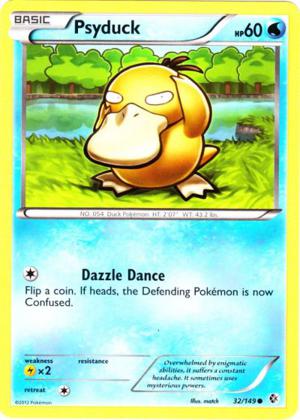 BASIC
Psyduck HP60
NO. 054 Duck Pokémon HT: 2'07" WT: 43.2 lbs.
Dazzle Dance
Flip a coin. If heads, the Defending Pokémon is now
Confused.
weakness resistance
×2
retreat
Overwhelmed by enigmatic
abilities, it suffers a constant
headache. It sometimes uses
mysterious powers.
©2012 Pokémon
Illus. match
32/149